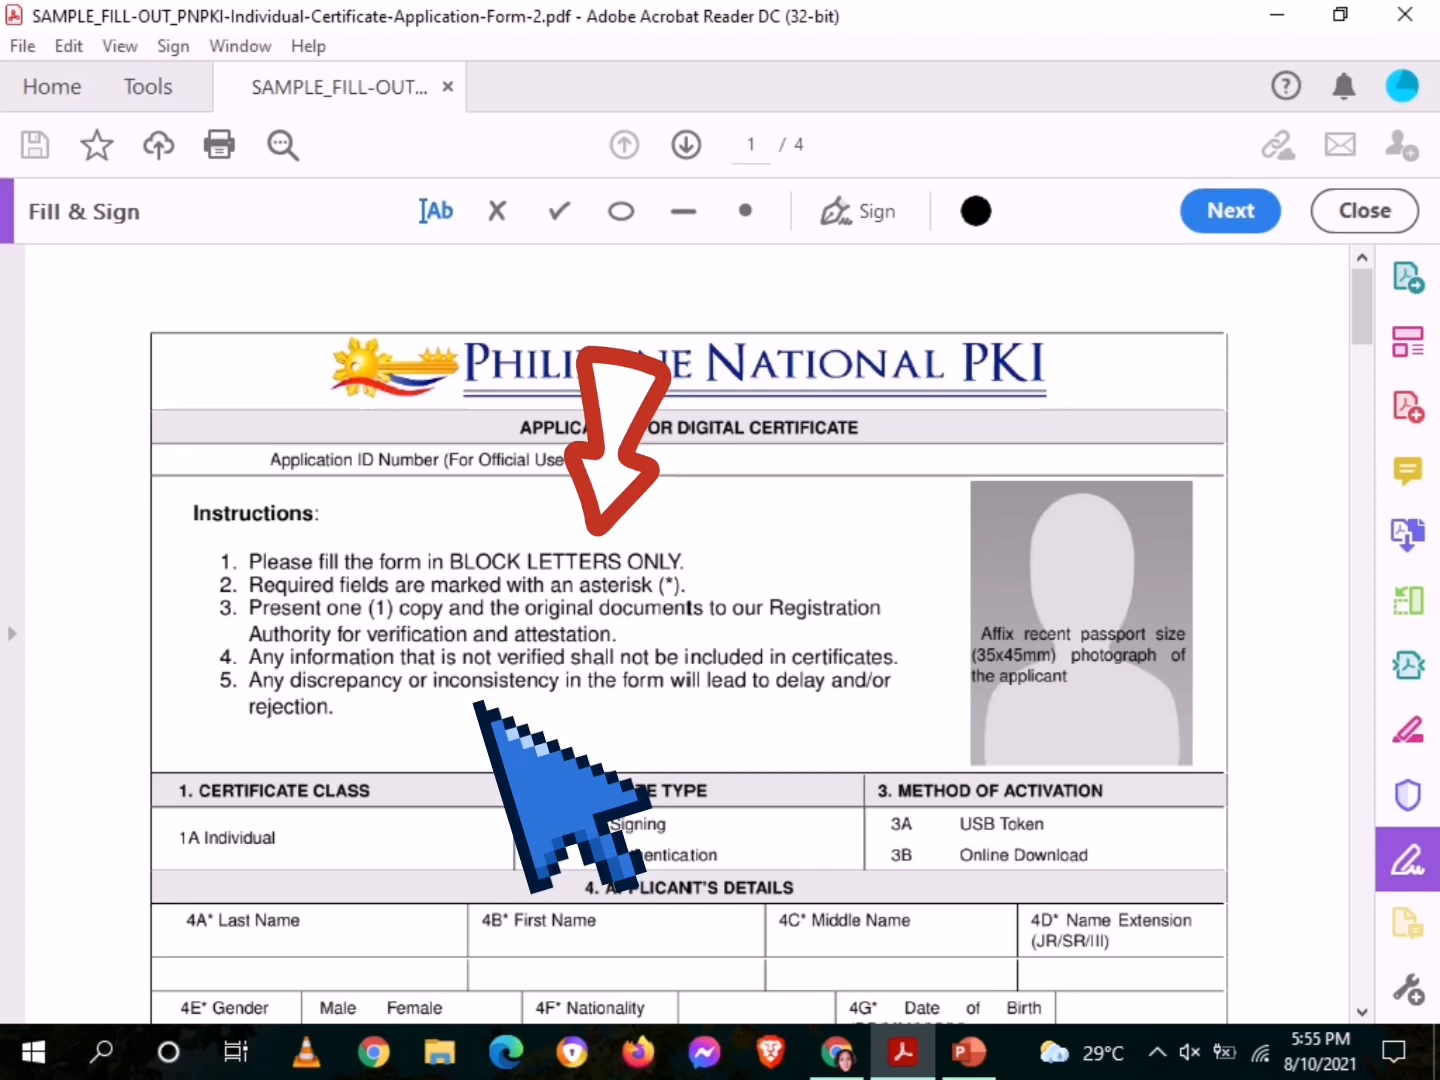 SAMPLE_FILL-OUT_PNPKI-Individual-Certificate-Application-Form-2.pdf - Adobe Acrobat Reader DC (32-bit)
File Edit View Sign Window Help
Home Tools SAMPLE_FILL-OUT... ×
1 / 4
Fill & Sign Ab Sign Next Close
NATIONAL PKI
OR DIGITAL CERTIFICATE
Application ID Number (For Official Use
Instructions:
1. Please fill the form in BLOCK LETTERS ONLY.
2. Required fields are marked with an asterisk (*).
3. Present one (1) copy and the original documents to our Registration
Authority for verification and attestation.
4. Any information that is not verified shall not be included in certificates.
5. Any discrepancy or inconsistency in the form will lead to delay and/or
rejection.
Affix recent passport size
(35x45mm) photograph of
the applicant
1. CERTIFICATE CLASS TYPE 3. METHOD OF ACTIVATION
1A Individual Signing 3A USB Token
3B Online Download
4. APPLICANT'S DETAILS
4A* Last Name 4B* First Name 4C* Middle Name 4D* Name Extension
(JR/SR/III)
4E* Gender Male Female 4F* Nationality 4G* Date of Birth
29°C 5:55 PM
8/10/2021